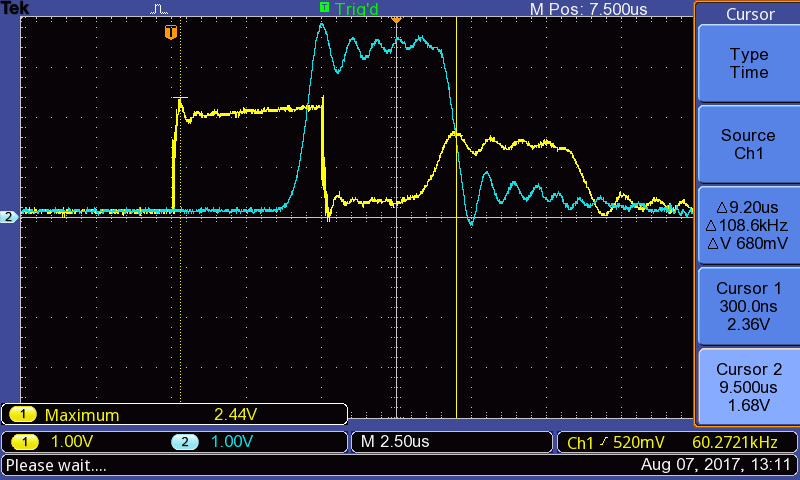 Tek
T Trig'd
M Pos: 7.500us
Cursor
T
Type
Time
Source
Ch1
2
Δ9.20us
Δ108.6kHz
ΔV 680mV
Cursor 1
300.0ns
2.36V
Cursor 2
9.500us
1.68V
1 Maximum 2.44V
1 1.00V 2 1.00V M 2.50us Ch1 520mV 60.2721kHz
Please wait.... Aug 07, 2017, 13:11